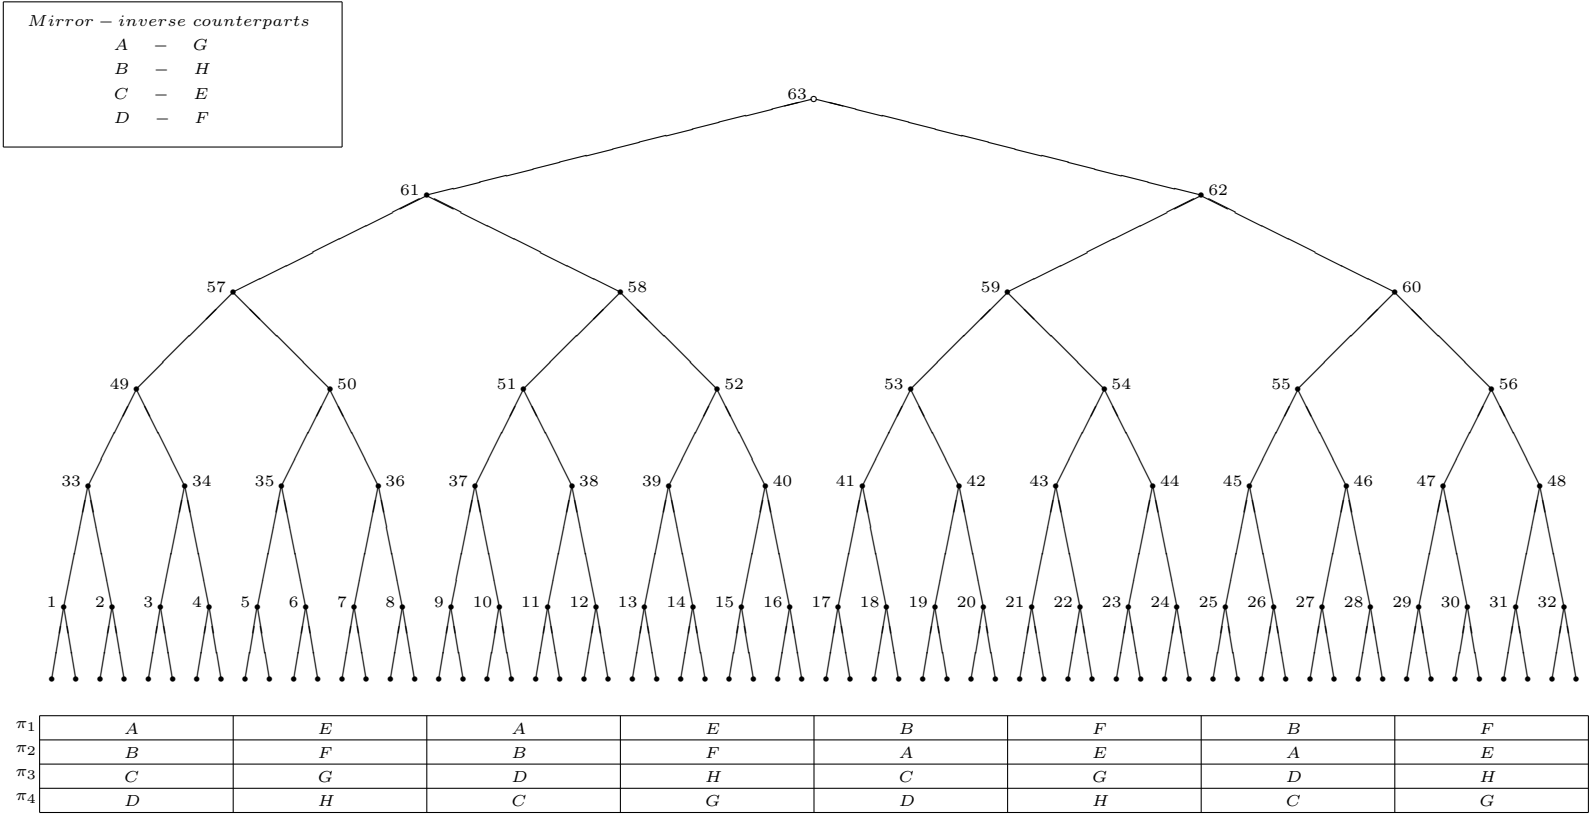 Mirror − inverse counterparts
A − G
B − H
C − E
D − F
63
61 62
57 58 59 60
49 50 51 52 53 54 55 56
33 34 35 36 37 38 39 40 41 42 43 44 45 46 47 48
1 2 3 4 5 6 7 8 9 10 11 12 13 14 15 16 17 18 19 20 21 22 23 24 25 26 27 28 29 30 31 32
π1 A E A E B F B F
π2 B F B F A E A E
π3 C G D H C G D H
π4 D H C G D H C G